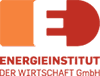 ENERGIEINSTITUT
DER WIRTSCHAFT GmbH